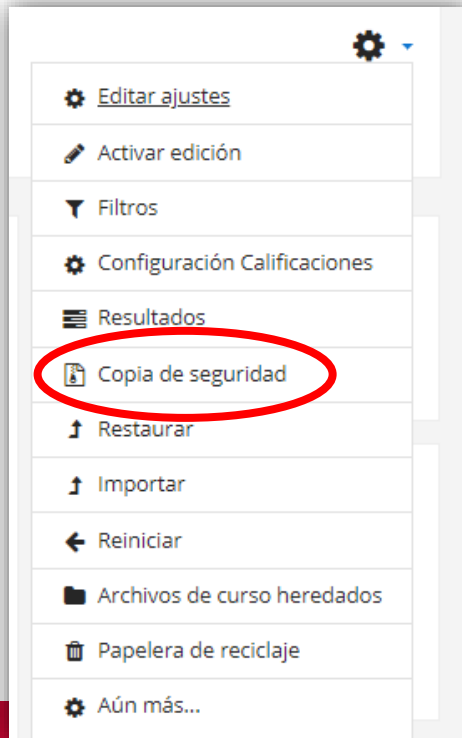 Editar ajustes
Activar edición
Filtros
Configuración Calificaciones
Resultados
Copia de seguridad
Restaurar
Importar
Reiniciar
Archivos de curso heredados
Papelera de reciclaje
Aún más...